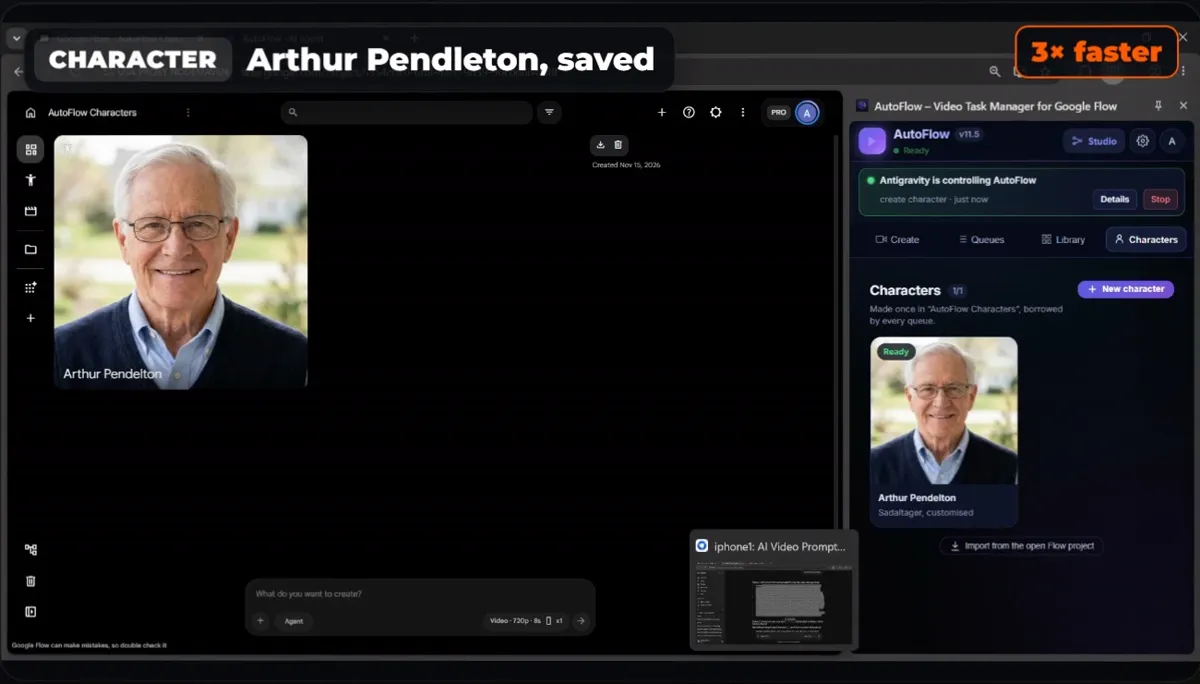 CHARACTER Arthur Pendleton, saved
3× faster
AutoFlow Characters
PRO
A
Created Nov 15, 2026
Arthur Pendelton
What do you want to create?
Agent
Video · 720p · 8s x1
Google Flow can make mistakes, so double check it
iphone1: AI Video Prompt...
AutoFlow – Video Task Manager for Google Flow
AutoFlow v11.5
Ready
Studio
A
Antigravity is controlling AutoFlow
create character · just now
Details
Stop
Create
Queues
Library
Characters
Characters 1/1
New character
Made once in “AutoFlow Characters”, borrowed
by every queue.
Ready
Arthur Pendelton
Sadaltager, customised
Import from the open Flow project